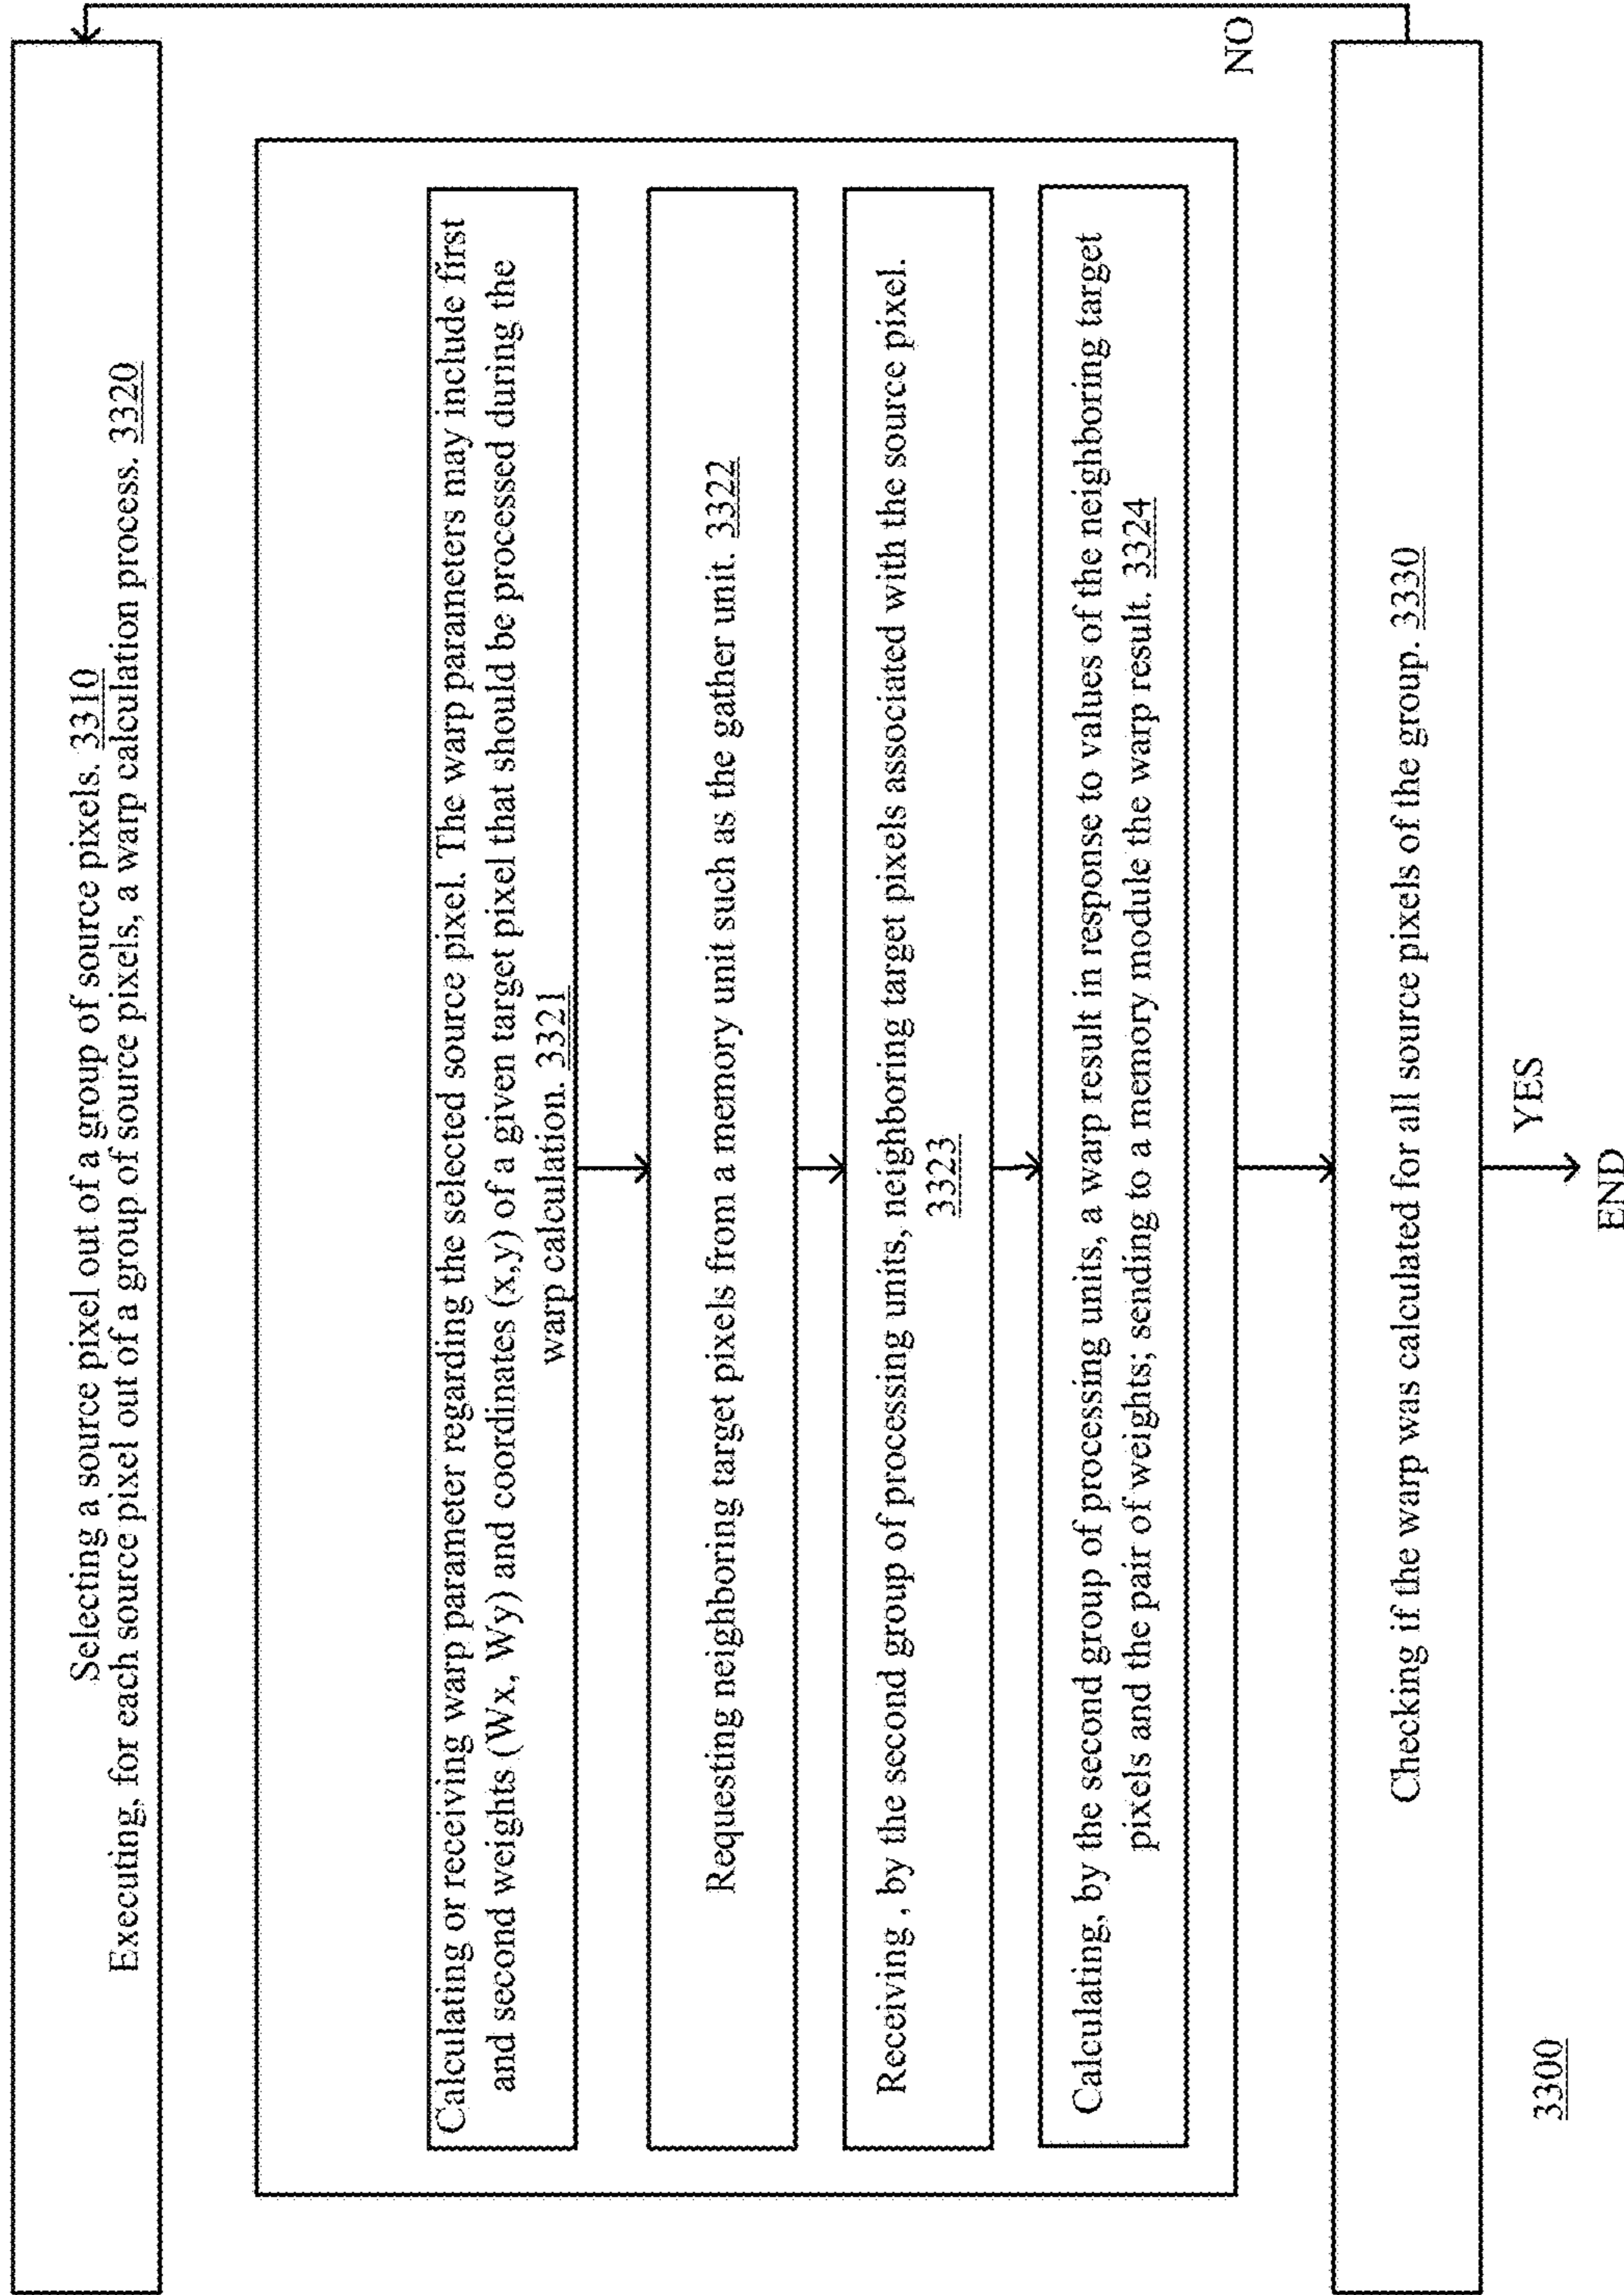 Selecting a source pixel out of a group of source pixels. 3310
Executing, for each source pixel out of a group of source pixels, a warp calculation process. 3320
Calculating or receiving warp parameter regarding the selected source pixel. The warp parameters may include first
and second weights (Wx, Wy) and coordinates (x,y) of a given target pixel that should be processed during the
warp calculation. 3321
Requesting neighboring target pixels from a memory unit such as the gather unit. 3322
Receiving , by the second group of processing units, neighboring target pixels associated with the source pixel.
3323
Calculating, by the second group of processing units, a warp result in response to values of the neighboring target
pixels and the pair of weights; sending to a memory module the warp result. 3324
NO
Checking if the warp was calculated for all source pixels of the group. 3330
YES
END
3300